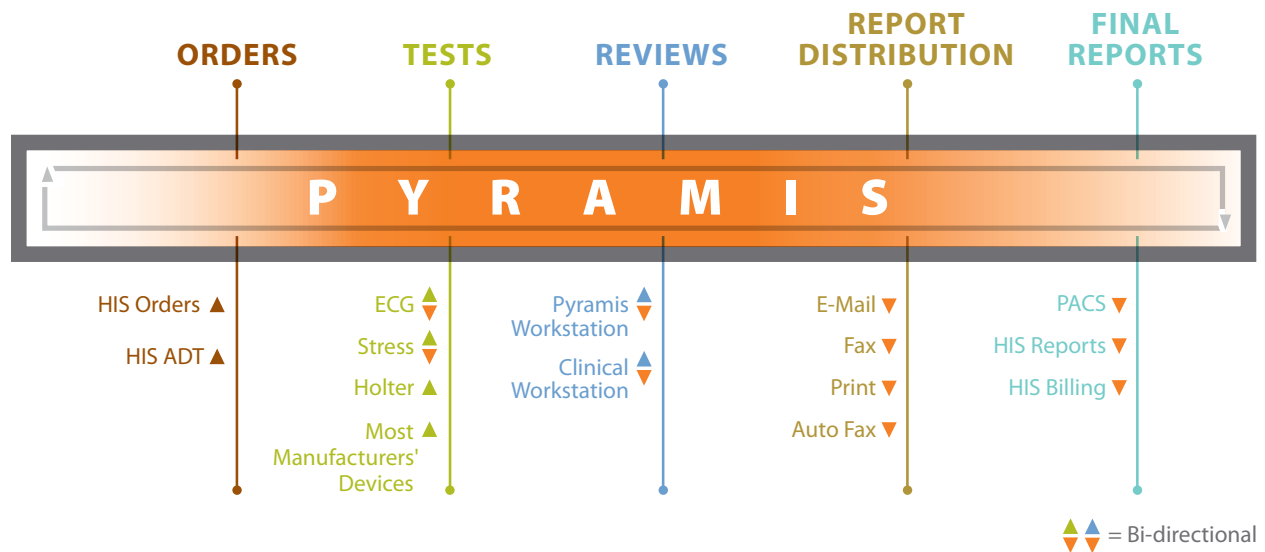 ORDERS
TESTS
REVIEWS
REPORT
DISTRIBUTION
FINAL
REPORTS
PYRAMIS
HIS Orders
HIS ADT
ECG
Stress
Holter
Most
Manufacturers'
Devices
Pyramis
Workstation
Clinical
Workstation
E-Mail
Fax
Print
Auto Fax
PACS
HIS Reports
HIS Billing
= Bi-directional